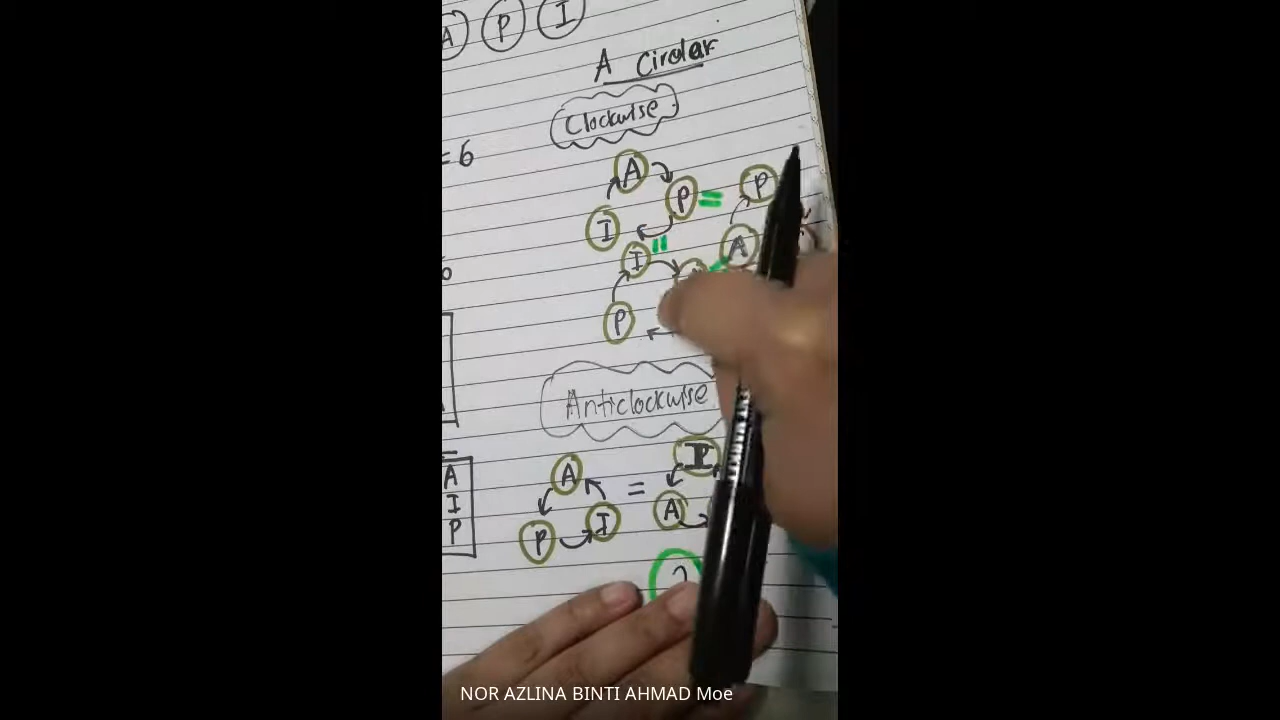 A P I
A Circular
Clockwise
= 6
A P = P
I
I = A
P
Anticlockwise
A = P
P I A
A
I
P
NOR AZLINA BINTI AHMAD Moe